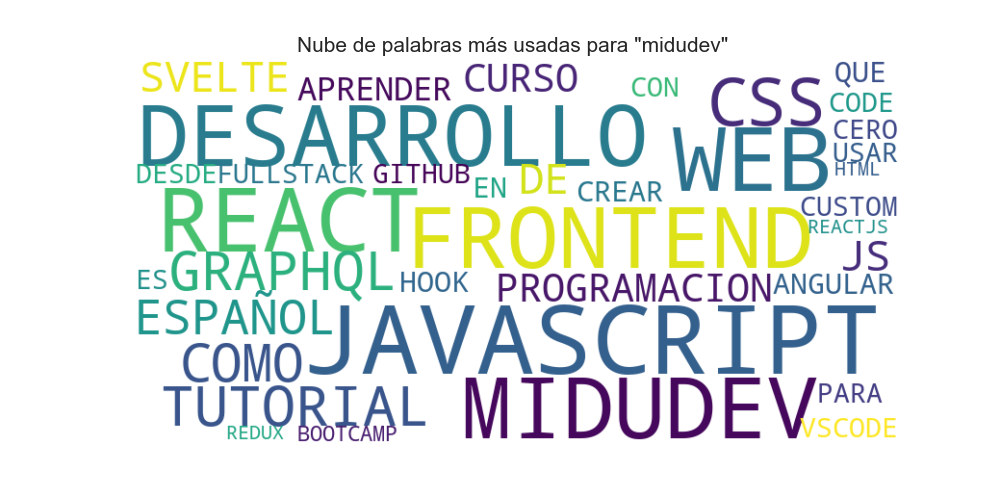 Nube de palabras más usadas para "midudev"
SVELTE
APRENDER
CURSO
CON
CSS
QUE
CODE
DESARROLLO
WEB
CERO
USAR
HTML
DESDE
FULLSTACK
GITHUB
EN
DE
CREAR
REACT
FRONTEND
CUSTOM
REACTJS
JS
ES
GRAPHQL
HOOK
PROGRAMACION
ANGULAR
ESPAÑOL
JAVASCRIPT
COMO
TUTORIAL
MIDUDEV
PARA
VSCODE
REDUX
BOOTCAMP